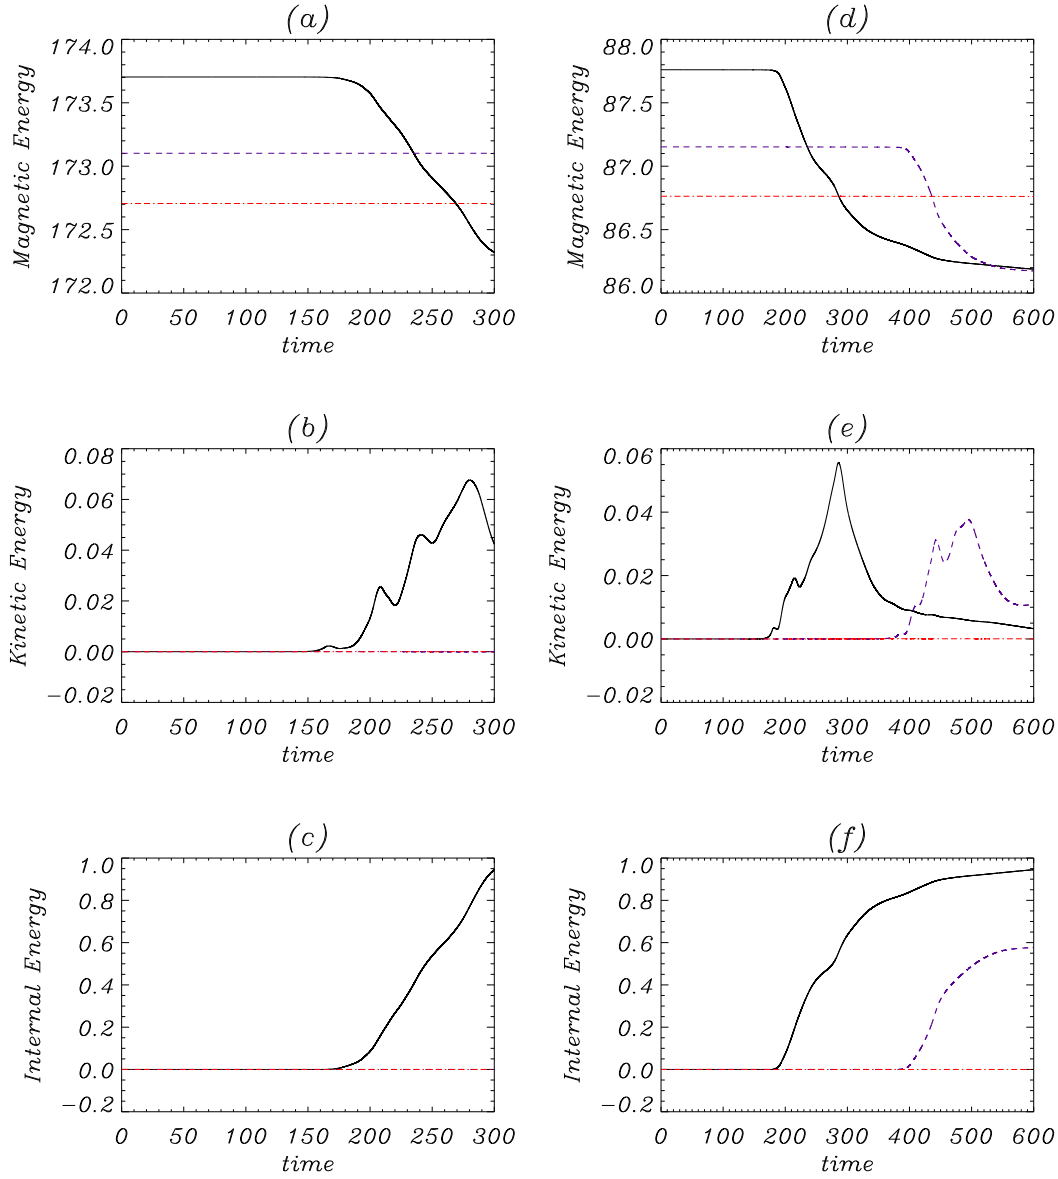 (a)
174.0
173.5
173.0
172.5
172.0
Magnetic Energy
0 50 100 150 200 250 300
time
(d)
88.0
87.5
87.0
86.5
86.0
Magnetic Energy
0 100 200 300 400 500 600
time
(b)
0.08
0.06
0.04
0.02
0.00
−0.02
Kinetic Energy
0 50 100 150 200 250 300
time
(e)
0.06
0.04
0.02
0.00
−0.02
Kinetic Energy
0 100 200 300 400 500 600
time
(c)
1.0
0.8
0.6
0.4
0.2
0.0
−0.2
Internal Energy
0 50 100 150 200 250 300
time
(f)
1.0
0.8
0.6
0.4
0.2
0.0
−0.2
Internal Energy
0 100 200 300 400 500 600
time